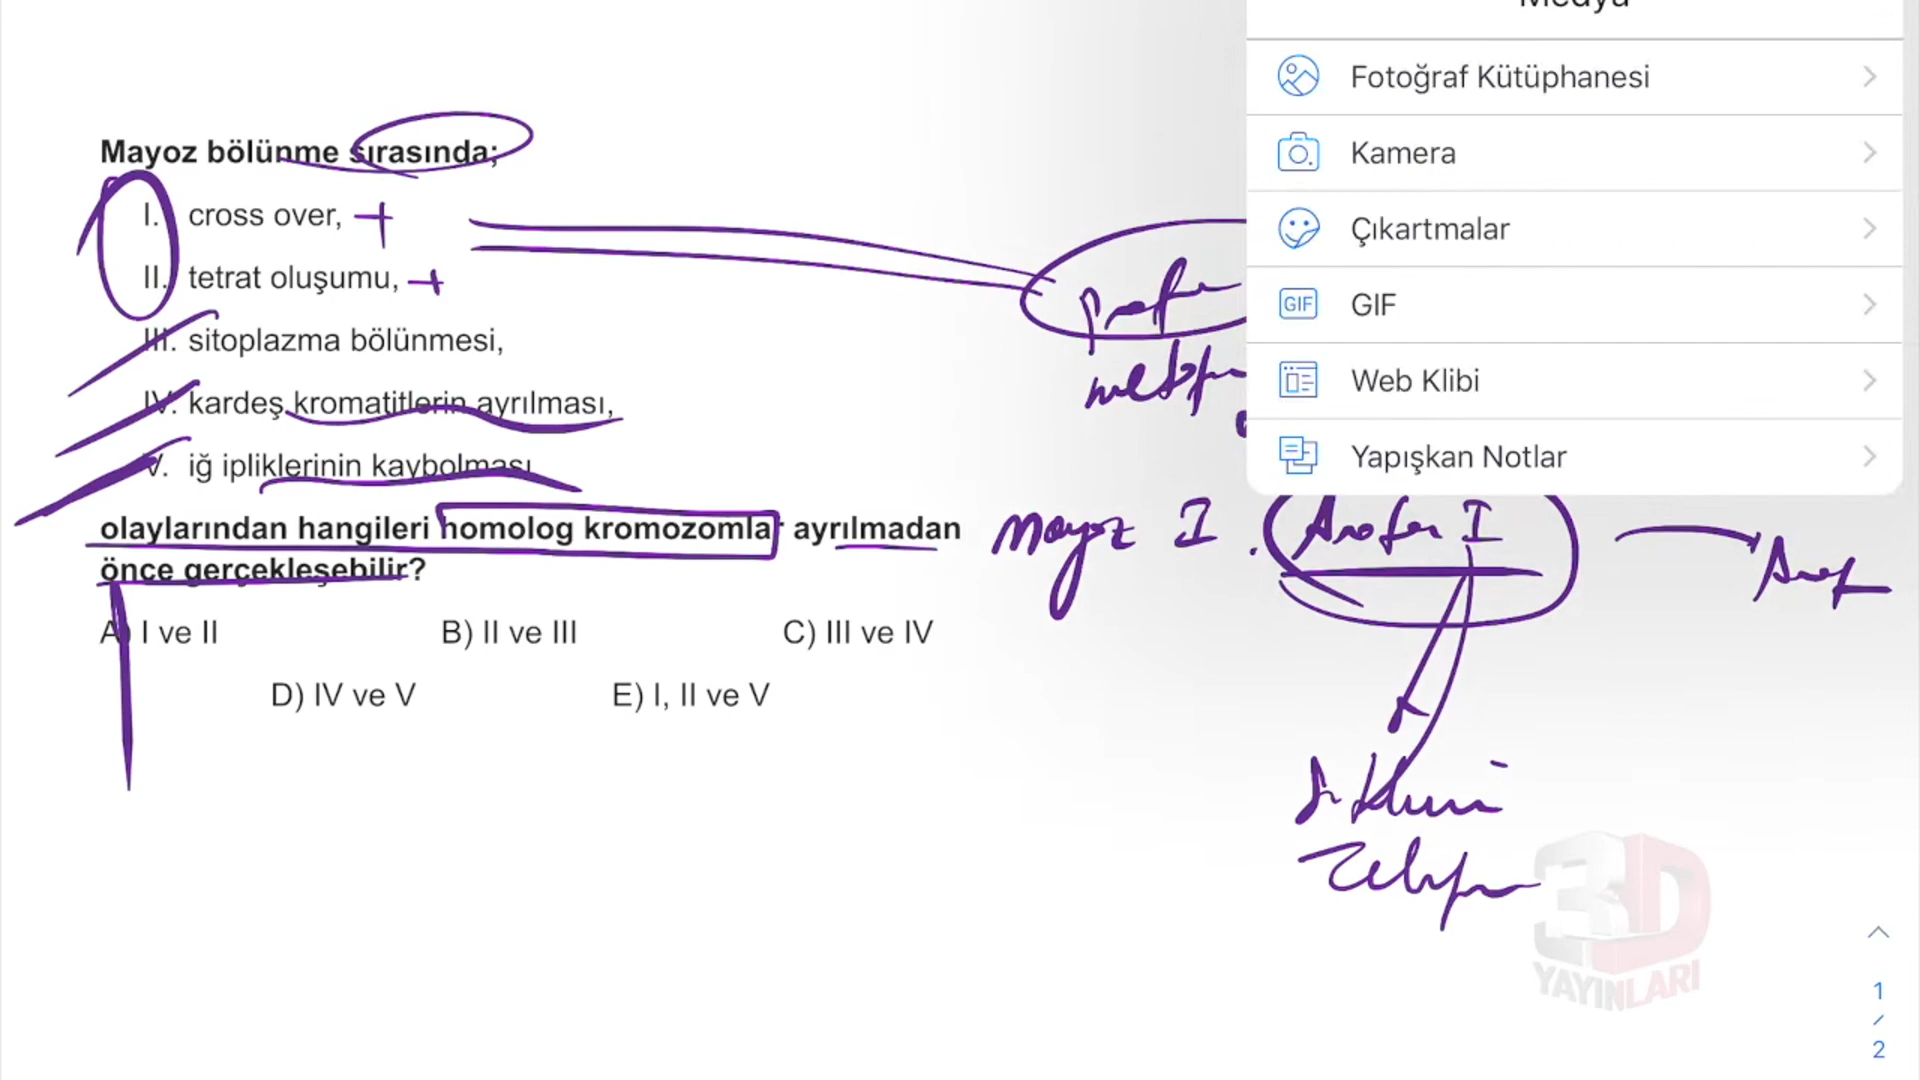 Medya
Fotoğraf Kütüphanesi
Kamera
Çıkartmalar
GIF
GIF
Web Klibi
Yapışkan Notlar
Mayoz bölünme sırasında;
I. cross over, +
II. tetrat oluşumu, +
III. sitoplazma bölünmesi,
IV. kardeş kromatitlerin ayrılması,
V. iğ ipliklerinin kaybolması
olaylarından hangileri homolog kromozomlar ayrılmadan
önce gerçekleşebilir?
A) I ve II B) II ve III C) III ve IV
D) IV ve V E) I, II ve V
Mayoz I
Anafaz I
3D
YAYINLARI
1
/
2